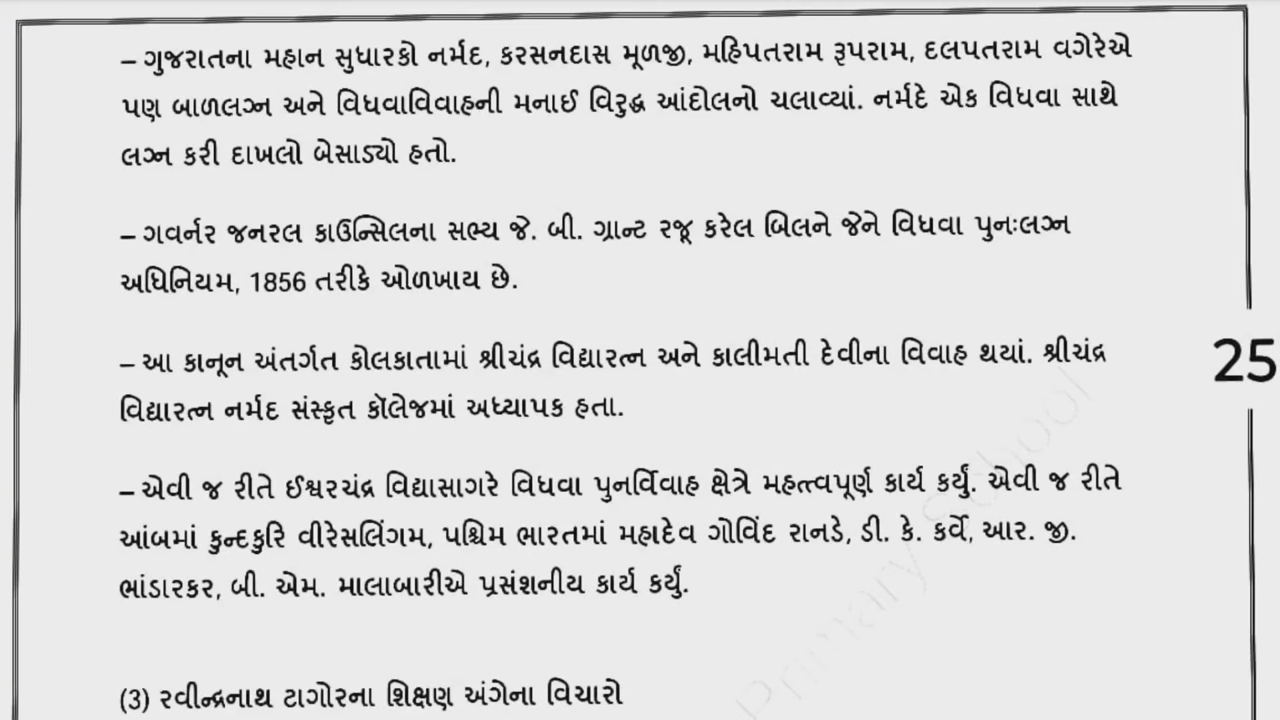 – ગુજરાતના મહાન સુધારકો નર્મદ, કરસનદાસ મૂળજી, મહિપતરામ રૂપરામ, દલપતરામ વગેરેએ
પણ બાળલગ્ન અને વિધવાવિવાહની મનાઈ વિરુદ્ધ આંદોલનો ચલાવ્યાં. નર્મદે એક વિધવા સાથે
લગ્ન કરી દાખલો બેસાડ્યો હતો.
– ગવર્નર જનરલ કાઉન્સિલના સભ્ય જે. બી. ગ્રાન્ટ રજૂ કરેલ બિલને જેને વિધવા પુનઃલગ્ન
અધિનિયમ, 1856 તરીકે ઓળખાય છે.
– આ કાનૂન અંતર્ગત કોલકાતામાં શ્રીચંદ્ર વિદ્યારત્ન અને કાલીમતી દેવીના વિવાહ થયાં. શ્રીચંદ્ર
વિદ્યારત્ન નર્મદ સંસ્કૃત કૉલેજમાં અધ્યાપક હતા.
25
– એવી જ રીતે ઈશ્વરચંદ્ર વિદ્યાસાગરે વિધવા પુનર્વિવાહ ક્ષેત્રે મહત્ત્વપૂર્ણ કાર્ય કર્યું. એવી જ રીતે
આંબમાં કુન્દકુરિ વીરેસલિંગમ, પશ્ચિમ ભારતમાં મહાદેવ ગોવિંદ રાનડે, ડી. કે. કર્વે, આર. જી.
ભાંડારકર, બી. એમ. માલાબારીએ પ્રસંશનીય કાર્ય કર્યું.
(3) રવીન્દ્રનાથ ટાગોરના શિક્ષણ અંગેના વિચારો
Primary School